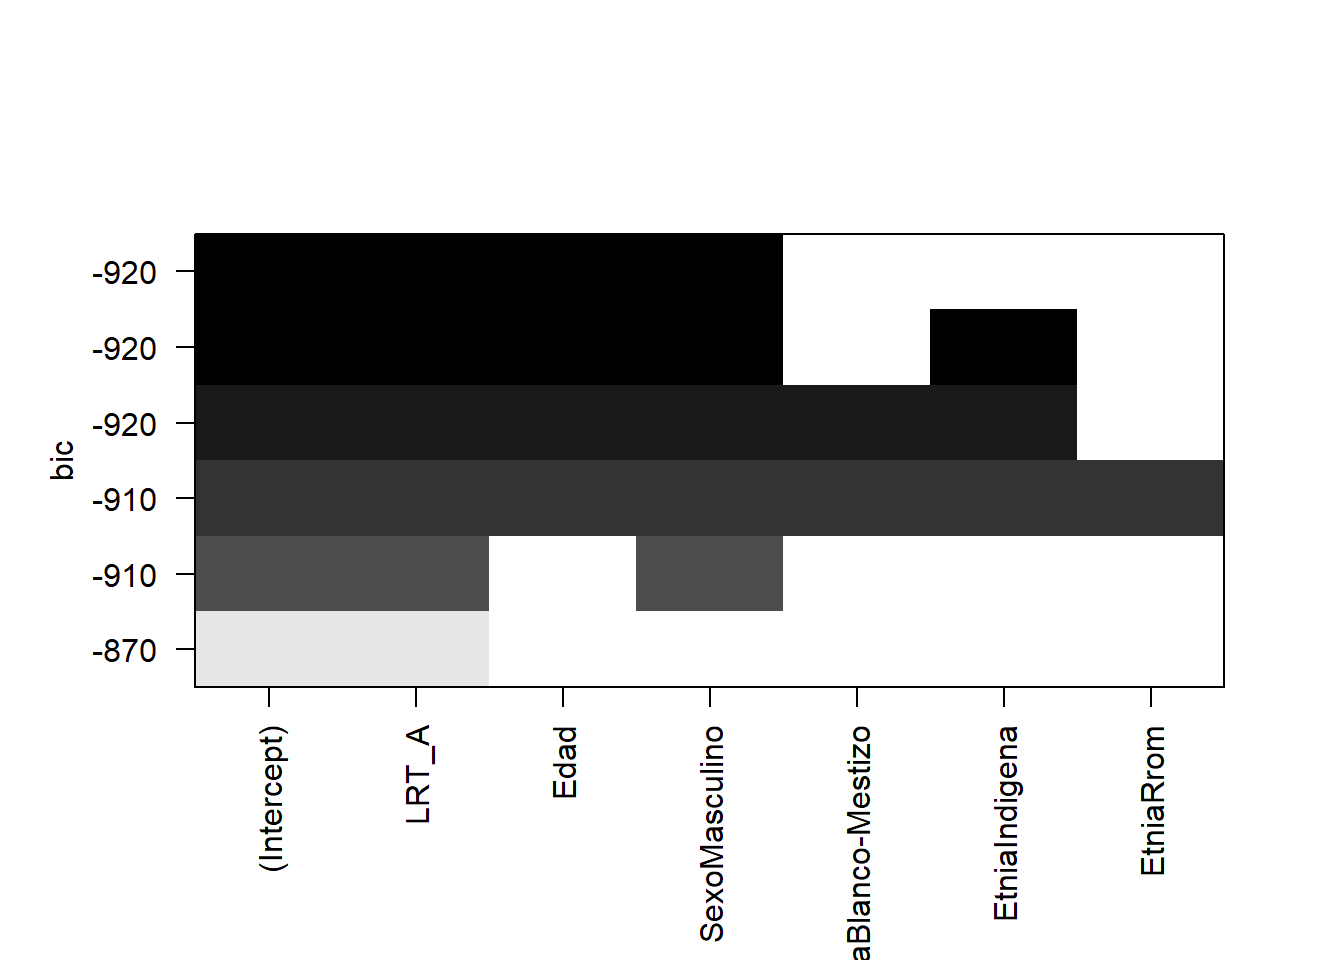 -920
-920
-920
-910
-910
-870
bic
(Intercept)
LRT_A
Edad
SexoMasculino
aBlanco-Mestizo
EtniaIndigena
EtniaRrom